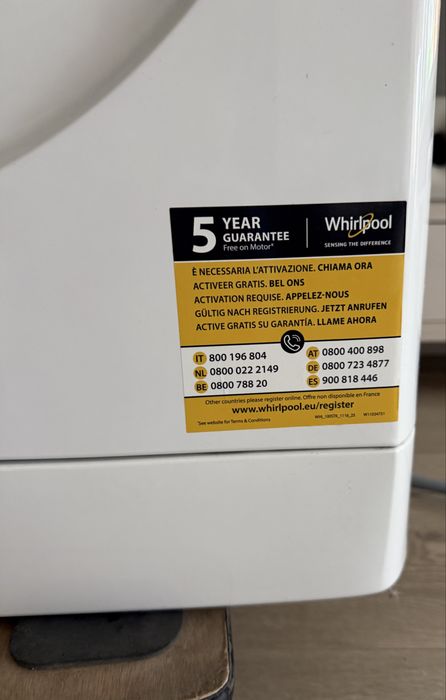 5 YEAR GUARANTEE
Free on Motor*
Whirlpool
SENSING THE DIFFERENCE
È NECESSARIA L'ATTIVAZIONE. CHIAMA ORA
ACTIVEER GRATIS. BEL ONS
ACTIVATION REQUISE. APPELEZ-NOUS
GÜLTIG NACH REGISTRIERUNG. JETZT ANRUFEN
ACTIVE GRATIS SU GARANTÍA. LLAME AHORA
IT 800 196 804
NL 0800 022 2149
BE 0800 788 20
AT 0800 400 898
DE 0800 723 4877
ES 900 818 446
Other countries please register online. Offre non disponible en France
www.whirlpool.eu/register
*See website for Terms & Conditions